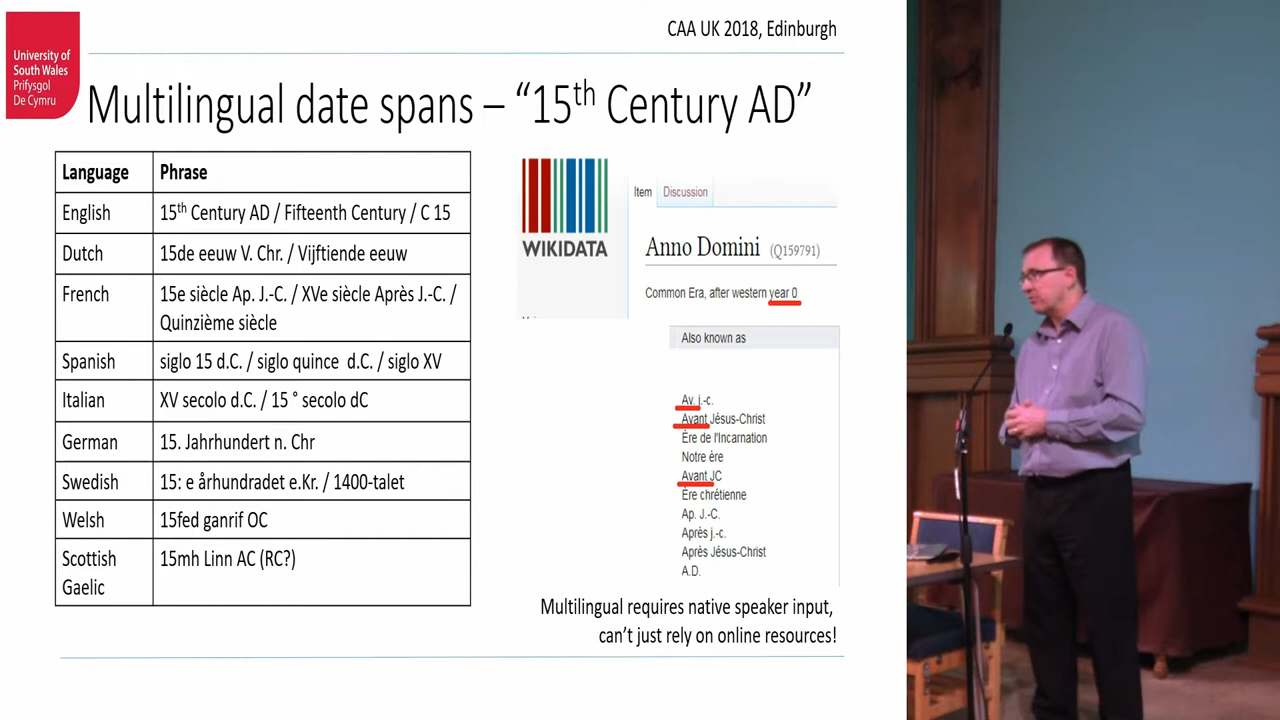 CAA UK 2018, Edinburgh
University of
South Wales
Prifysgol
De Cymru
Multilingual date spans – “15th Century AD”
Language Phrase
English 15th Century AD / Fifteenth Century / C 15
Dutch 15de eeuw V. Chr. / Vijftiende eeuw
French 15e siècle Ap. J.-C. / XVe siècle Après J.-C. /
Quinzième siècle
Spanish siglo 15 d.C. / siglo quince d.C. / siglo XV
Italian XV secolo d.C. / 15 ° secolo dC
German 15. Jahrhundert n. Chr
Swedish 15: e århundradet e.Kr. / 1400-talet
Welsh 15fed ganrif OC
Scottish 15mh Linn AC (RC?)
Gaelic
WIKIDATA
Item Discussion
Anno Domini (Q159791)
Common Era, after western year 0
Also known as
Av. j.-c.
Avant Jésus-Christ
Ère de l'Incarnation
Notre ère
Avant JC
Ère chrétienne
Ap. J.-C.
Après j.-c.
Après Jésus-Christ
A.D.
Multilingual requires native speaker input,
can’t just rely on online resources!